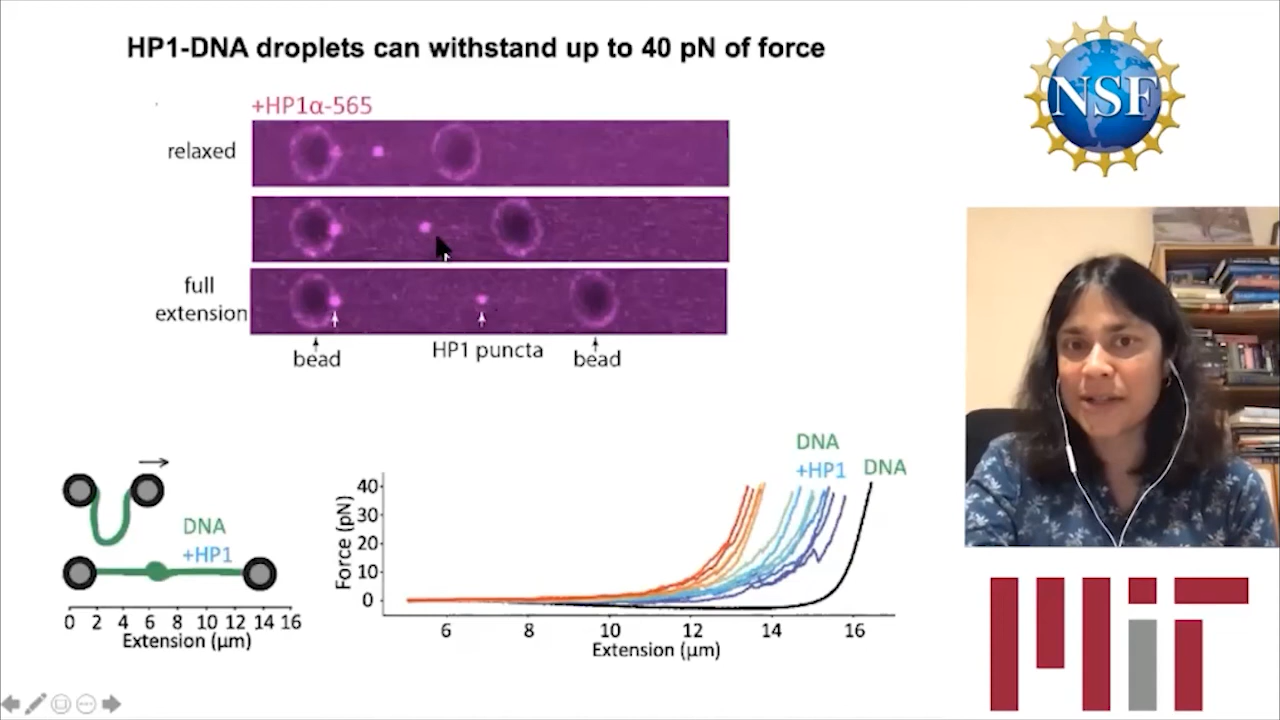 HP1-DNA droplets can withstand up to 40 pN of force
NSF
+HP1α-565
relaxed
full
extension
bead
HP1 puncta
bead
DNA
+HP1
0 2 4 6 8 10 12 14 16
Extension (μm)
DNA
+HP1
DNA
Force (pN)
40
30
20
10
0
6 8 10 12 14 16
Extension (μm)
MIT